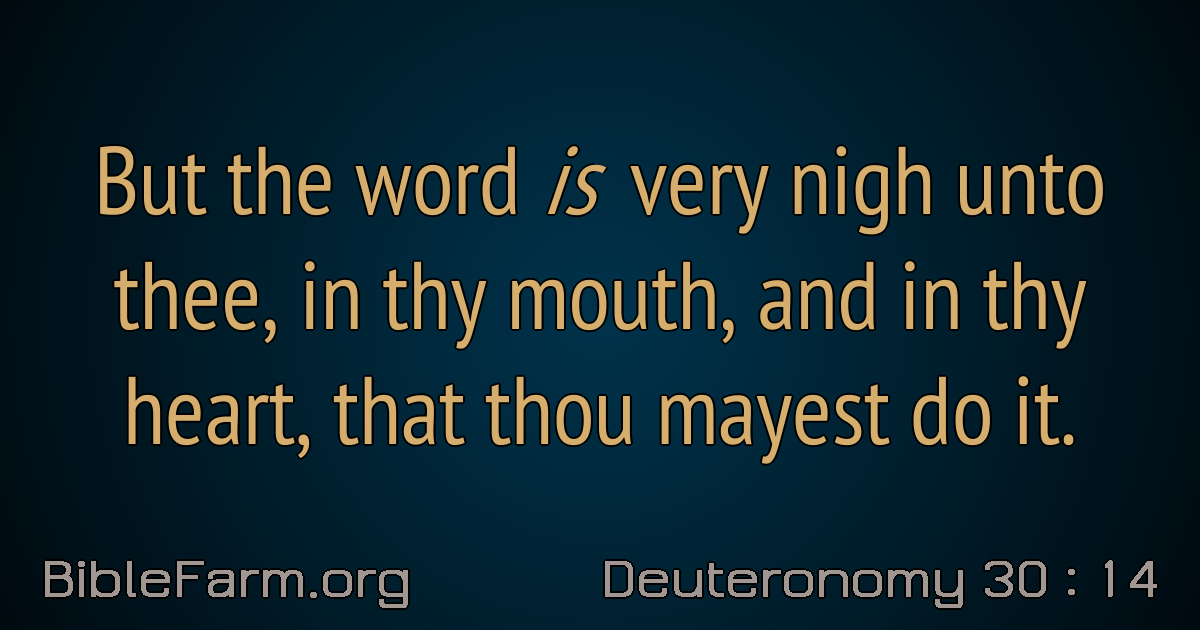 But the word is very nigh unto
thee, in thy mouth, and in thy
heart, that thou mayest do it.
BibleFarm.org
Deuteronomy 30 : 14